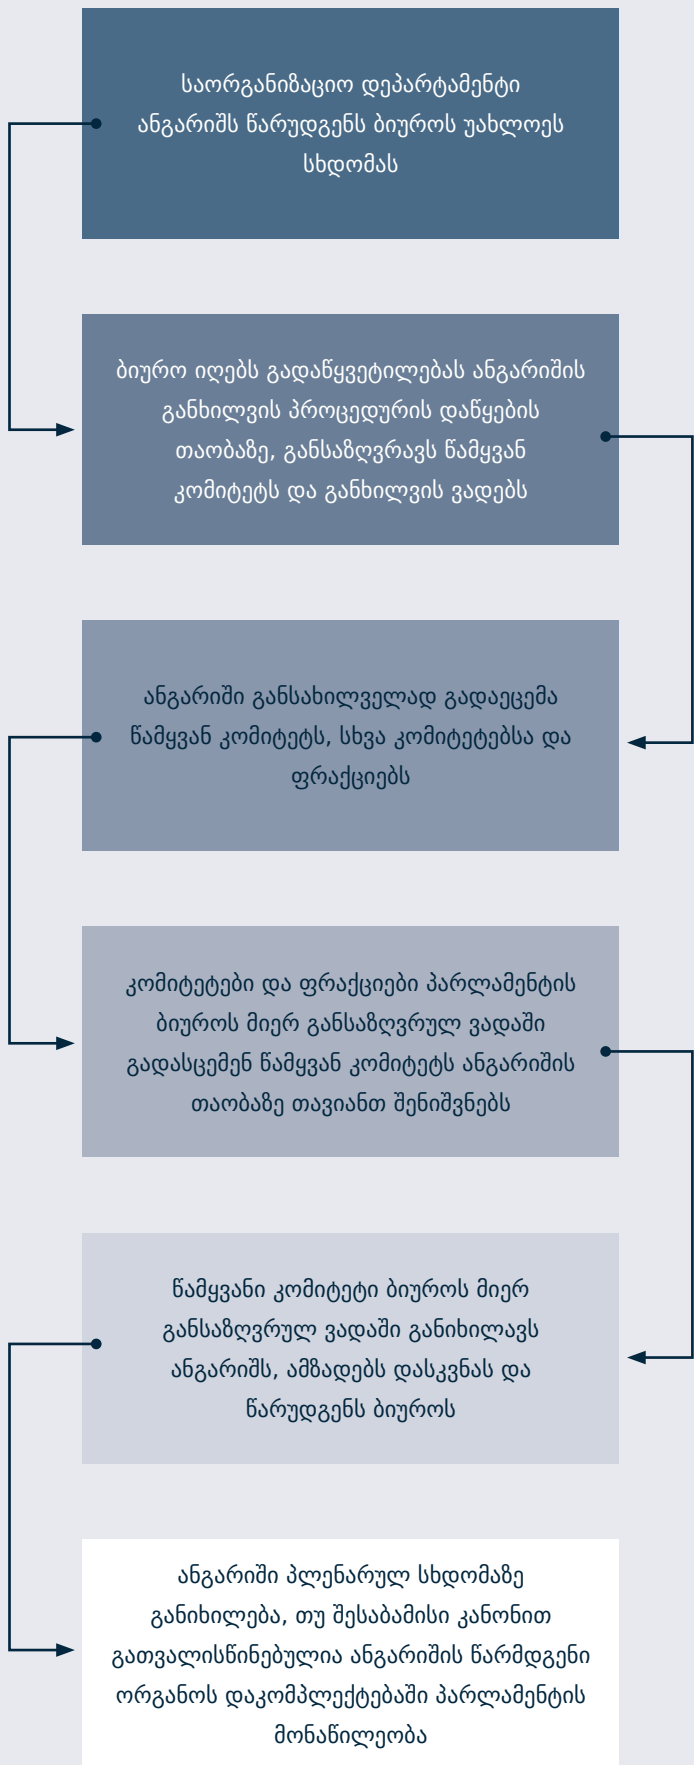 საორგანიზაციო დეპარტამენტი
ანგარიშს წარუდგენს ბიუროს უახლოეს
სხდომას
ბიურო იღებს გადაწყვეტილებას ანგარიშის
განხილვის პროცედურის დაწყების
თაობაზე, განსაზღვრავს წამყვან
კომიტეტს და განხილვის ვადებს
ანგარიში განსახილველად გადაეცემა
წამყვან კომიტეტს, სხვა კომიტეტებსა და
ფრაქციებს
კომიტეტები და ფრაქციები პარლამენტის
ბიუროს მიერ განსაზღვრულ ვადაში
გადასცემენ წამყვან კომიტეტს ანგარიშის
თაობაზე თავიანთ შენიშვნებს
წამყვანი კომიტეტი ბიუროს მიერ
განსაზღვრულ ვადაში განიხილავს
ანგარიშს, ამზადებს დასკვნას და
წარუდგენს ბიუროს
ანგარიში პლენარულ სხდომაზე
განიხილება, თუ შესაბამისი კანონით
გათვალისწინებულია ანგარიშის წარმდგენი
ორგანოს დაკომპლექტებაში პარლამენტის
მონაწილეობა